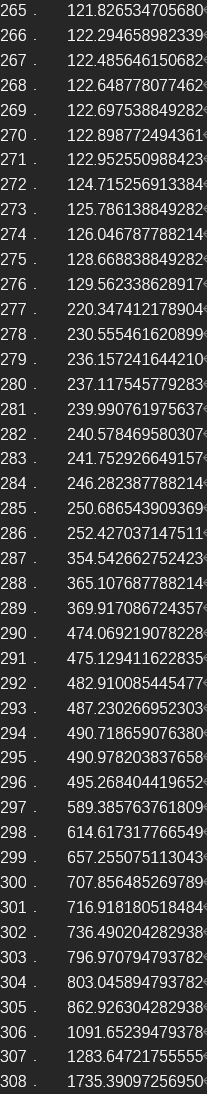 265 . 121.826534705680
266 . 122.294658982339
267 . 122.485646150682
268 . 122.648778077462
269 . 122.697538849282
270 . 122.898772494361
271 . 122.952550988423
272 . 124.715256913384
273 . 125.786138849282
274 . 126.046787788214
275 . 128.668838849282
276 . 129.562338628917
277 . 220.347412178904
278 . 230.555461620899
279 . 236.157241644210
280 . 237.117545779283
281 . 239.990761975637
282 . 240.578469580307
283 . 241.752926649157
284 . 246.282387788214
285 . 250.686543909369
286 . 252.427037147511
287 . 354.542662752423
288 . 365.107687788214
289 . 369.917086724357
290 . 474.069219078228
291 . 475.129411622835
292 . 482.910085445477
293 . 487.230266952303
294 . 490.718659076380
295 . 490.978203837658
296 . 495.268404419652
297 . 589.385763761809
298 . 614.617317766549
299 . 657.255075113043
300 . 707.856485269789
301 . 716.918180518484
302 . 736.490204282938
303 . 796.970794793782
304 . 803.045894793782
305 . 862.926304282938
306 . 1091.65239479378
307 . 1283.64721755555
308 . 1735.39097256950